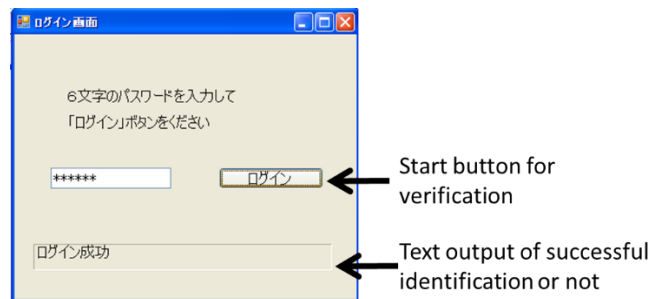 ログイン画面
6文字のパスワードを入力して
「ログイン」ボタンをください
******
ログイン
Start button for
verification
ログイン成功
Text output of successful
identification or not